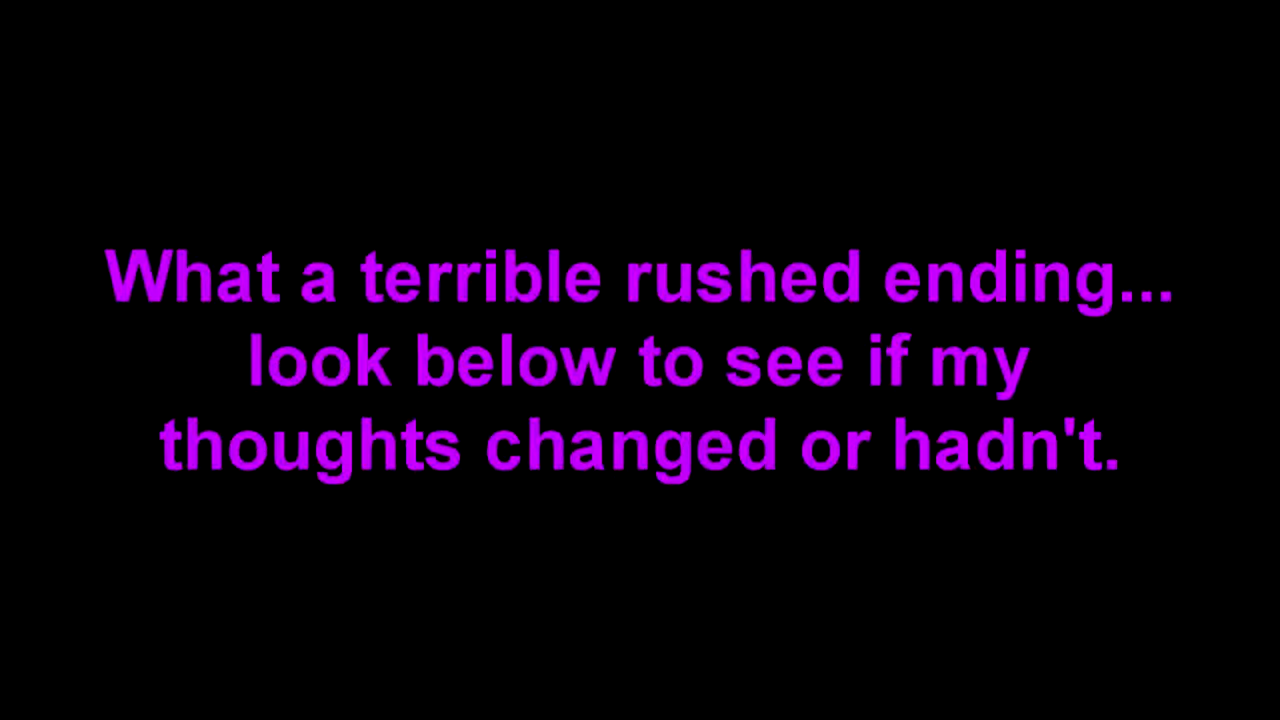 What a terrible rushed ending...
look below to see if my
thoughts changed or hadn't.